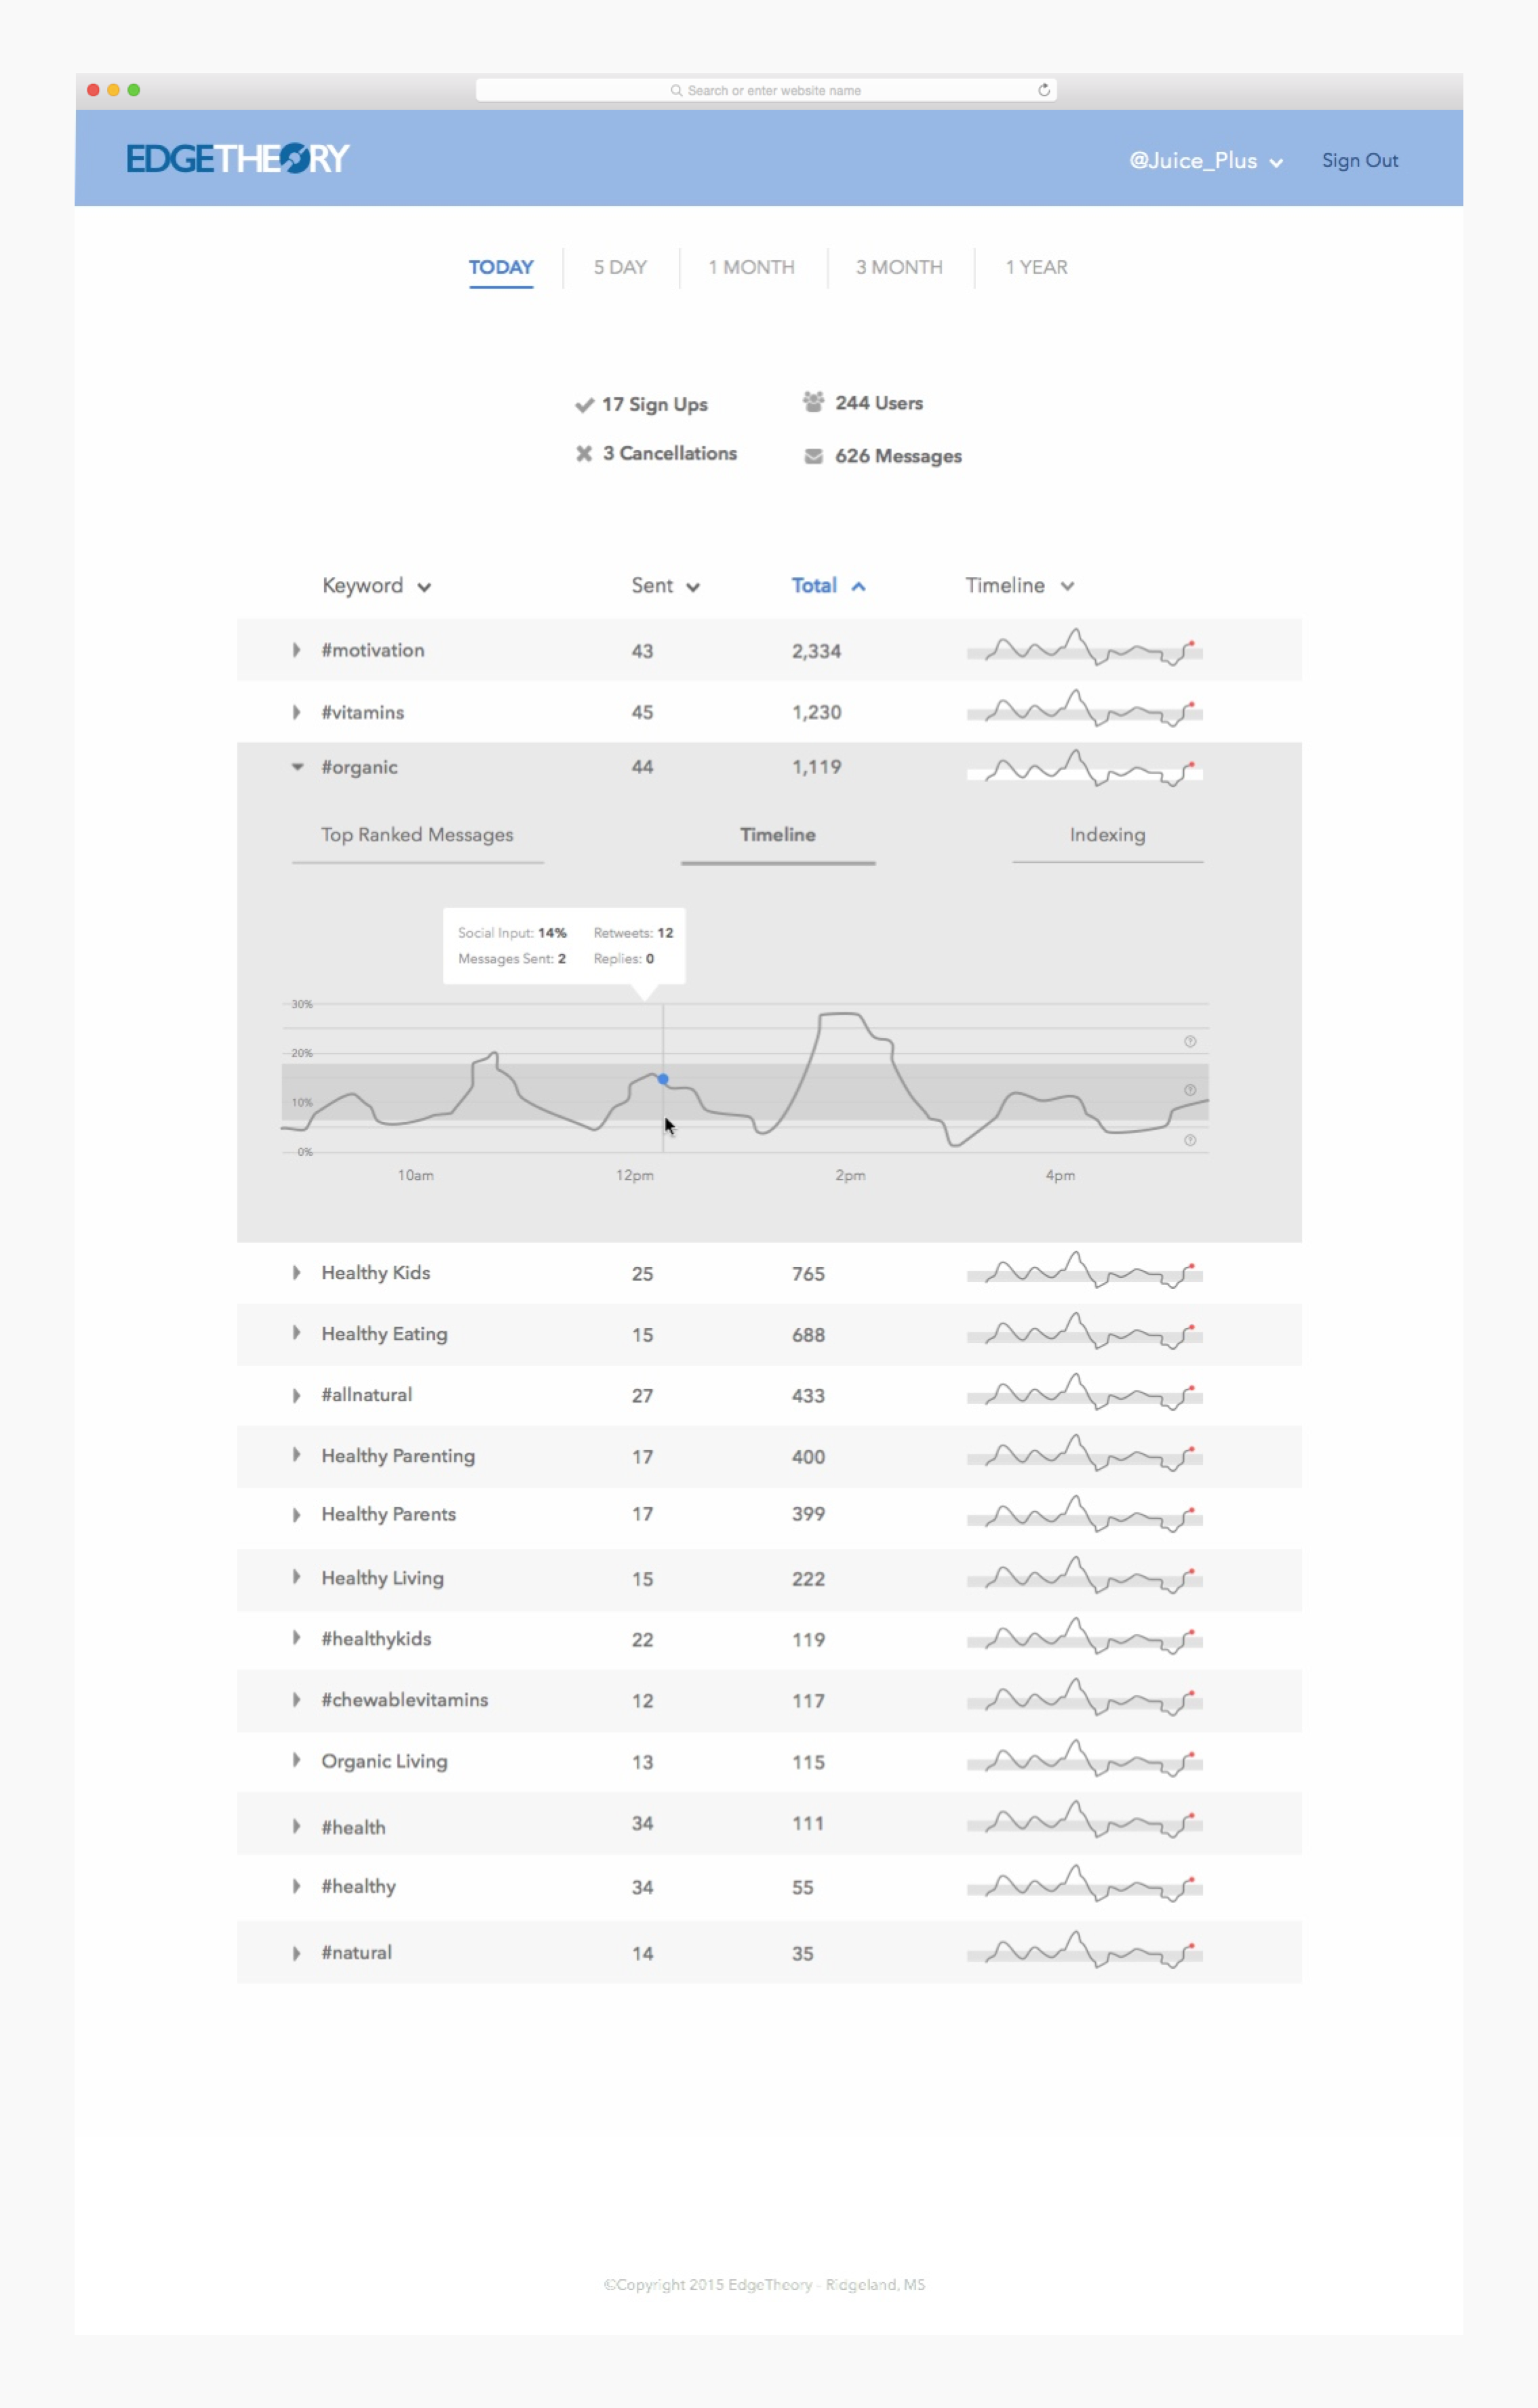 Search or enter website name
EDGETHEORY
@Juice_Plus Sign Out
TODAY 5 DAY 1 MONTH 3 MONTH 1 YEAR
17 Sign Ups 244 Users
3 Cancellations 626 Messages
Keyword Sent Total Timeline
#motivation 43 2,334
#vitamins 45 1,230
#organic 44 1,119
Top Ranked Messages Timeline Indexing
Social Input: 14% Retweets: 12
Messages Sent: 2 Replies: 0
30%
20%
10%
0%
10am 12pm 2pm 4pm
Healthy Kids 25 765
Healthy Eating 15 688
#allnatural 27 433
Healthy Parenting 17 400
Healthy Parents 17 399
Healthy Living 15 222
#healthykids 22 119
#chewablevitamins 12 117
Organic Living 13 115
#health 34 111
#healthy 34 55
#natural 14 35
©Copyright 2015 EdgeTheory - Ridgeland, MS